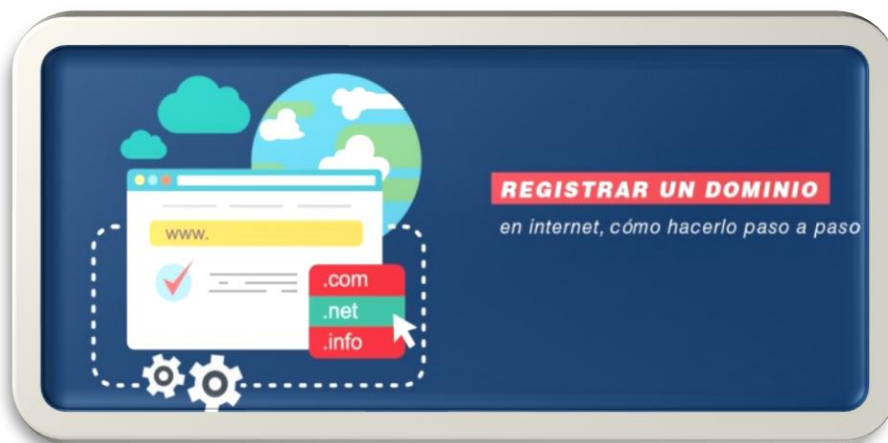 REGISTRAR UN DOMINIO
en internet, cómo hacerlo paso a paso
www.
.com
.net
.info